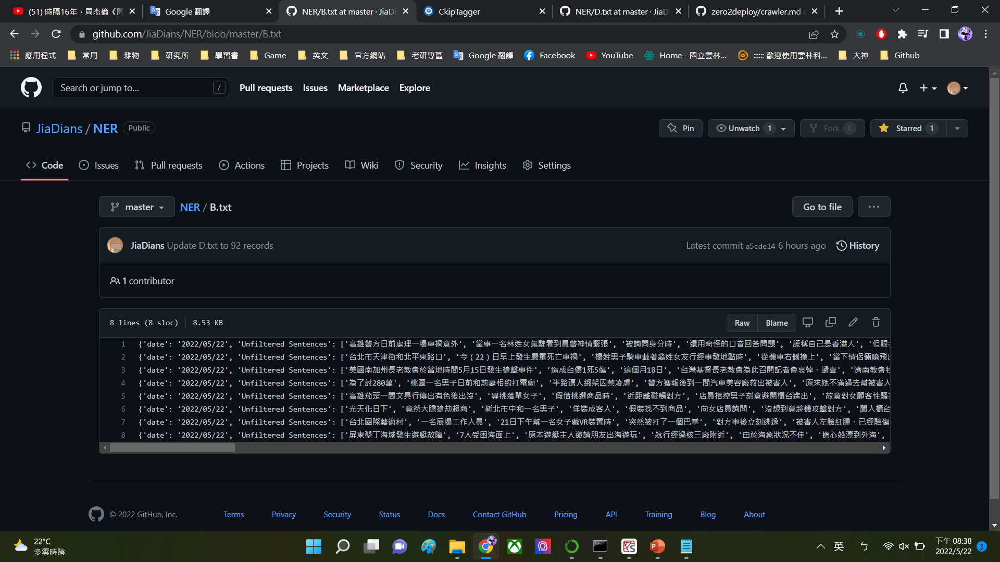 (51) 時隔16年，周杰倫《開
Google 翻譯
NER/B.txt at master · JiaDi
CkipTagger
NER/D.txt at master · JiaDi
zero2deploy/crawler.md a
github.com/JiaDians/NER/blob/master/B.txt
應用程式 常用 雜物 研究所 學習書 Game 英文 官方網站 考研專區 Google 翻譯 Facebook YouTube Home - 國立雲林... :::::: 歡迎使用雲林科... 大神 Github
Search or jump to... / Pull requests Issues Marketplace Explore
JiaDians / NER Public Pin Unwatch 1 Fork 0 Starred 1
Code Issues Pull requests Actions Projects Wiki Security Insights Settings
master NER / B.txt Go to file ...
JiaDians Update D.txt to 92 records Latest commit a5cde14 6 hours ago History
1 contributor
8 lines (8 sloc) 8.53 KB Raw Blame
1 {'date': '2022/05/22', 'Unfiltered Sentences': ['高雄警方日前處理一場車禍意外', '當事一名林姓女駕駛看到員警神情緊張', '被詢問身分時', '還用奇怪的口音回答問題', '謊稱自己是香港人', '但眼
2 {'date': '2022/05/22', 'Unfiltered Sentences': ['台北市天津街和北平東路口', '今（22）日早上發生嚴重死亡車禍', '楊姓男子騎車載著翁姓女友行經事發地點時', '從機車右側撞上', '當下情侶倆噴飛
3 {'date': '2022/05/22', 'Unfiltered Sentences': ['美國南加州長老教會於當地時間5月15日發生槍擊事件', '造成台僑1死5傷', '這個月18日', '台灣基督長老教會為此召開記者會哀悼、譴責', '濟南教會牧
4 {'date': '2022/05/22', 'Unfiltered Sentences': ['為了討280萬', '桃園一名男子日前和前妻相約打電動', '半路遭人綁架囚禁凌虐', '警方獲報後到一間汽車美容廠救出被害人', '原來她不滿過去幫被害人
5 {'date': '2022/05/22', 'Unfiltered Sentences': ['高雄茄萣一間文具行傳出有色狼出沒', '專挑落單女子', '假借挑選商品時', '近距離碰觸對方', '店員指控男子刻意避開櫃台進出', '故意對女顧客性騷
6 {'date': '2022/05/22', 'Unfiltered Sentences': ['光天化日下', '竟然大膽搶劫超商', '新北市中和一名男子', '佯裝成客人', '假裝找不到商品', '向女店員詢問', '沒想到竟趁機攻擊對方', '闖入櫃台
7 {'date': '2022/05/22', 'Unfiltered Sentences': ['台北國際藝術村', '一名展場工作人員', '21日下午幫一名女子戴VR裝置時', '突然被打了一個巴掌', '對方事後立刻逃逸', '被害人左臉紅腫、已經驗傷
8 {'date': '2022/05/22', 'Unfiltered Sentences': ['屏東墾丁海域發生遊艇故障', '7人受困海面上', '原本遊艇主人邀請朋友出海遊玩', '航行經過核三廠附近', '由於海象狀況不佳', '擔心船漂到外海',
© 2022 GitHub, Inc. Terms Privacy Security Status Docs Contact GitHub Pricing API Training Blog About
22°C
多雲時陰
英 ㄅ 下午 08:38
2022/5/22 3